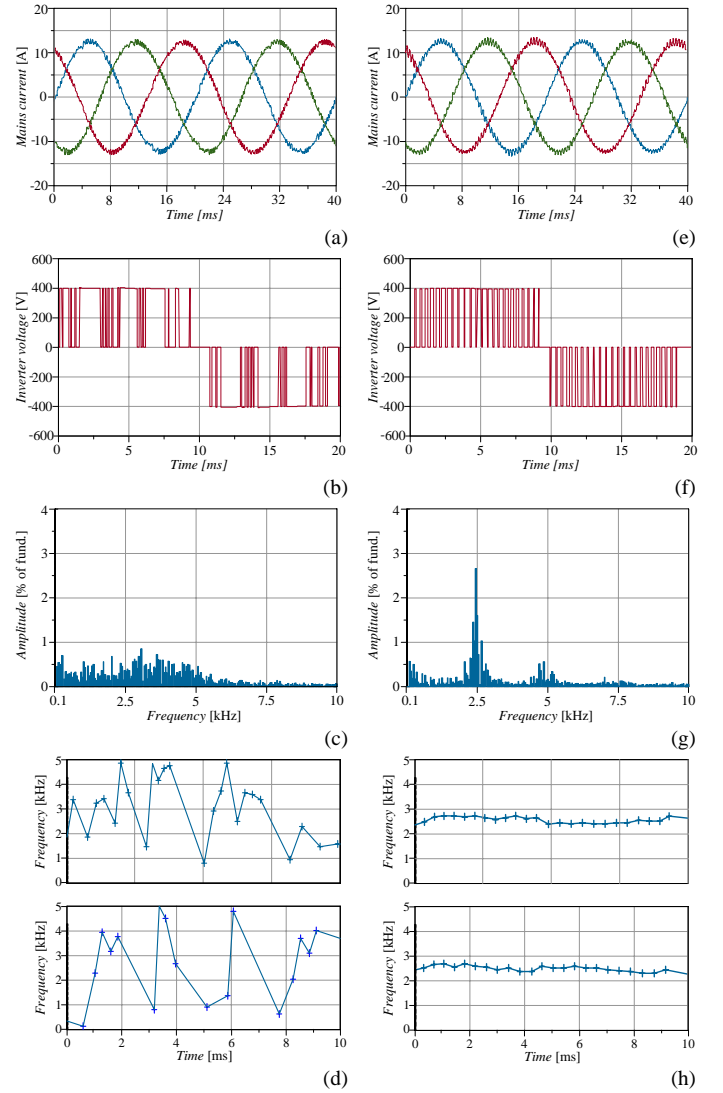 20
10
0
-10
-20
Mains current [A]
0 8 16 24 32 40
Time [ms]
(a)
20
10
0
-10
-20
Mains current [A]
0 8 16 24 32 40
Time [ms]
(e)
600
400
200
0
-200
-400
-600
Inverter voltage [V]
0 5 10 15 20
Time [ms]
(b)
600
400
200
0
-200
-400
-600
Inverter voltage [V]
0 5 10 15 20
Time [ms]
(f)
4
3
2
1
0
Amplitude [% of fund.]
0.1 2.5 5 7.5 10
Frequency [kHz]
(c)
4
3
2
1
0
Amplitude [% of fund.]
0.1 2.5 5 7.5 10
Frequency [kHz]
(g)
5
4
3
2
1
0
Frequency [kHz]
5
4
3
2
1
0
Frequency [kHz]
0 2 4 6 8 10
Time [ms]
(d)
5
4
3
2
1
0
Frequency [kHz]
5
4
3
2
1
0
Frequency [kHz]
0 2 4 6 8 10
Time [ms]
(h)